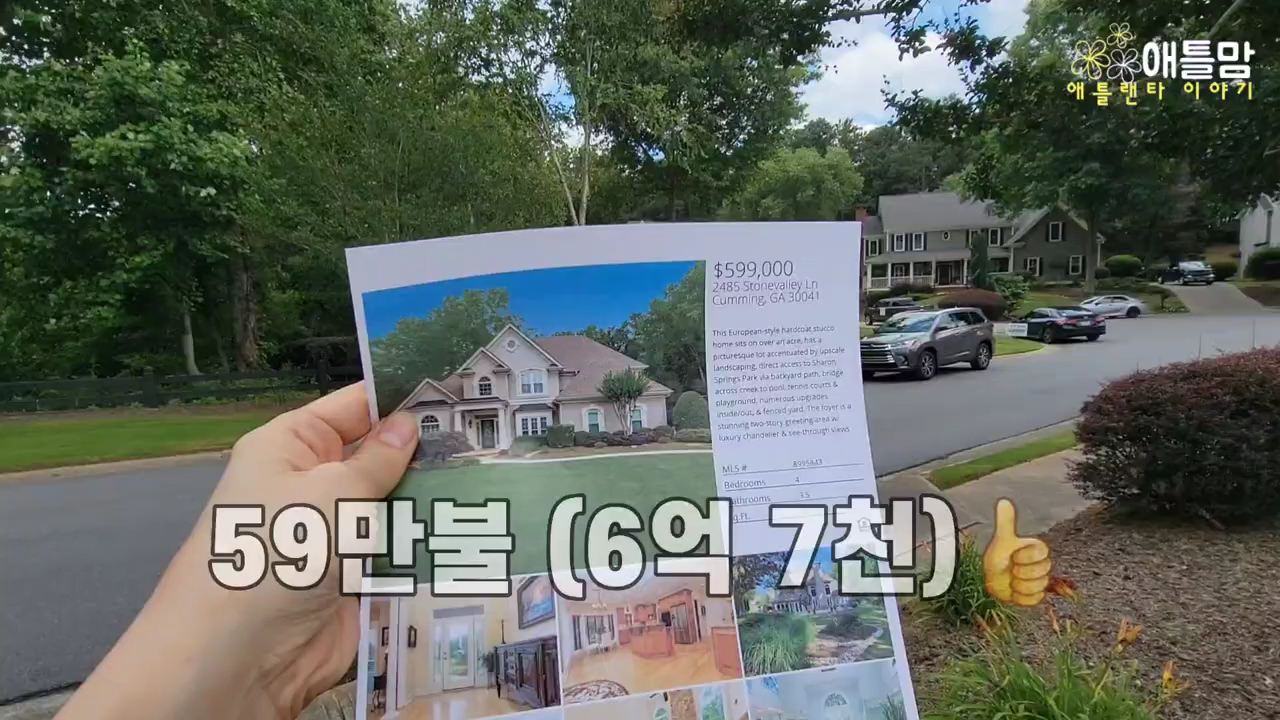 애틀맘
애틀랜타 이야기
$599,000
2485 Stonevalley Ln
Cumming, GA 30041
This European-style hardcoat stucco
home sits on over an acre, has a
picturesque lot accentuated by upscale
landscaping, direct access to Sharon
Springs Park via backyard path, bridge
across creek to pool, tennis courts &
playground, numerous upgrades
inside/out, & fenced yard. The foyer is a
stunning two-story greeting area w/
luxury chandelier & see-through views
MLS # 8995843
Bedrooms 4
athrooms 3.5
q.Ft.
59만불 (6억 7천)